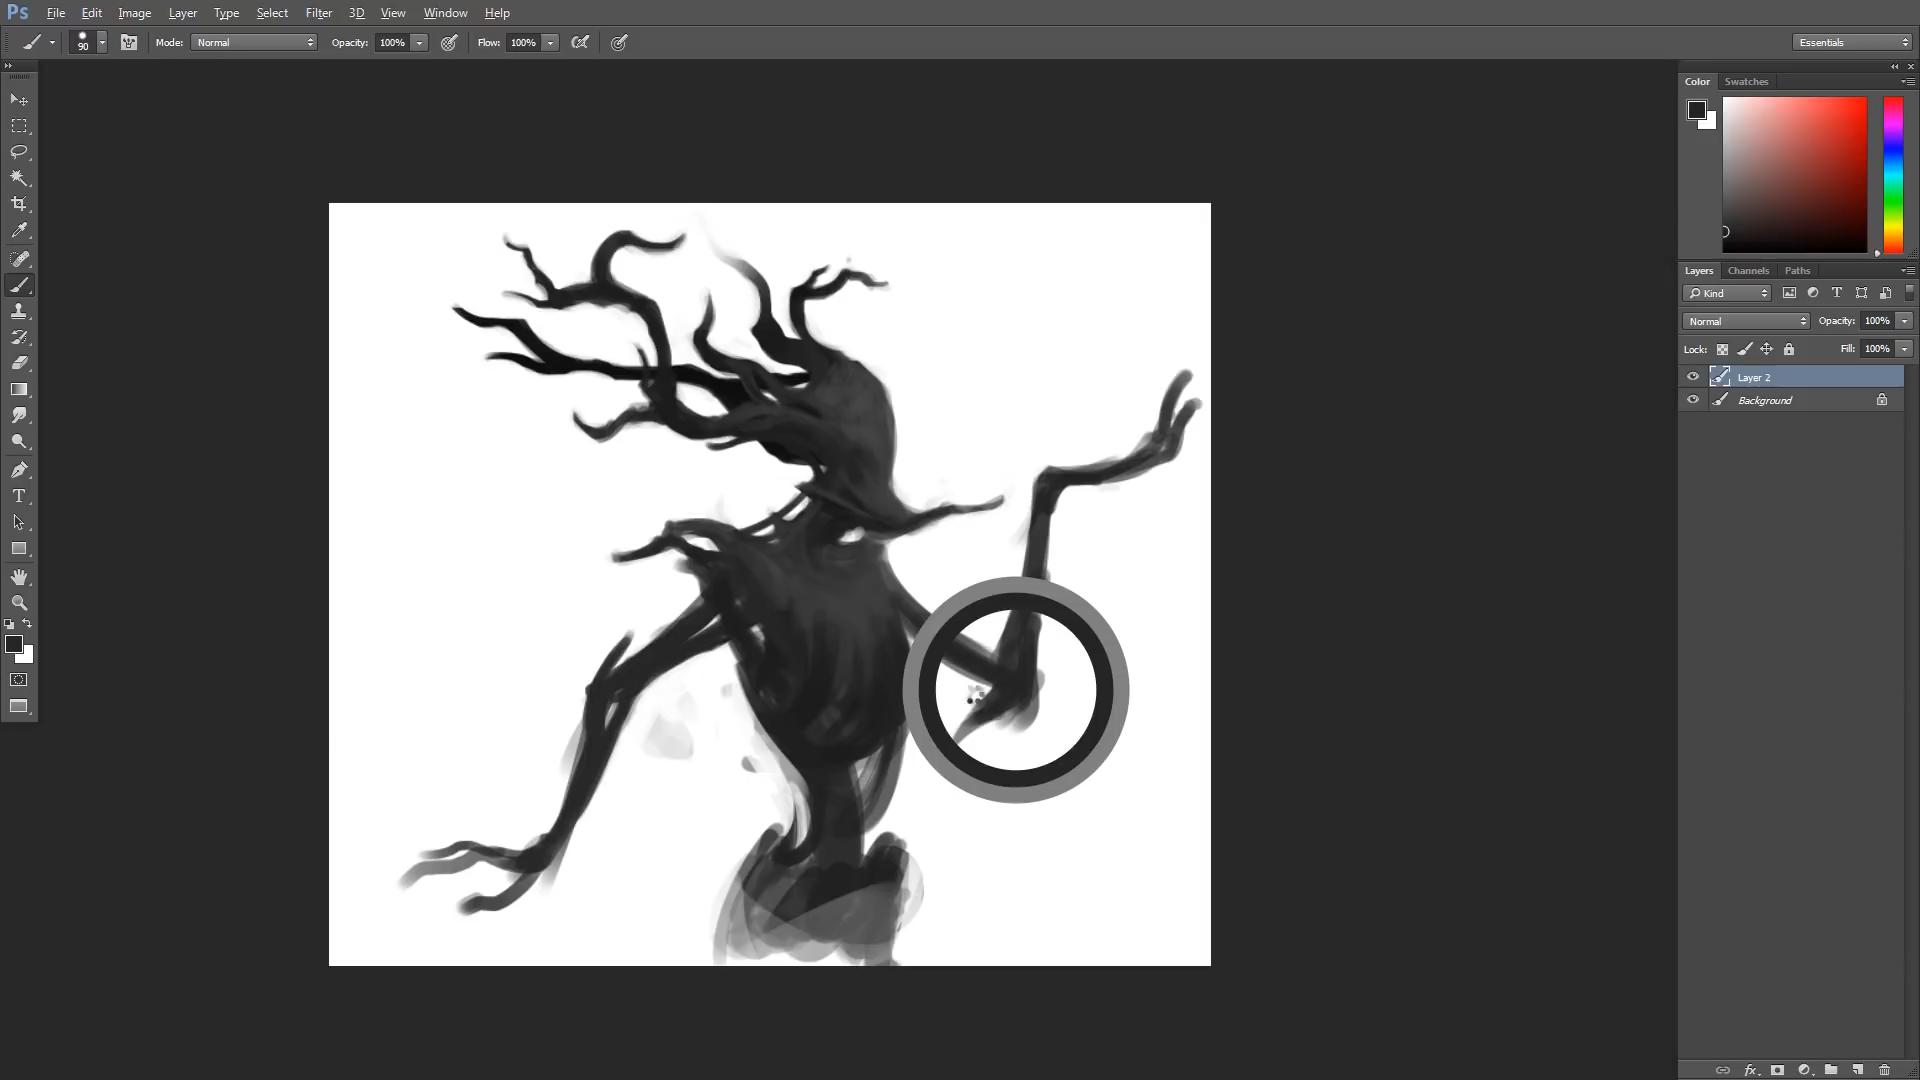 Ps File Edit Image Layer Type Select Filter 3D View Window Help
90 Mode: Normal Opacity: 100% Flow: 100% Essentials
Color Swatches
Layers Channels Paths
Kind
Normal Opacity: 100%
Lock: Fill: 100%
Layer 2
Background
T
fx